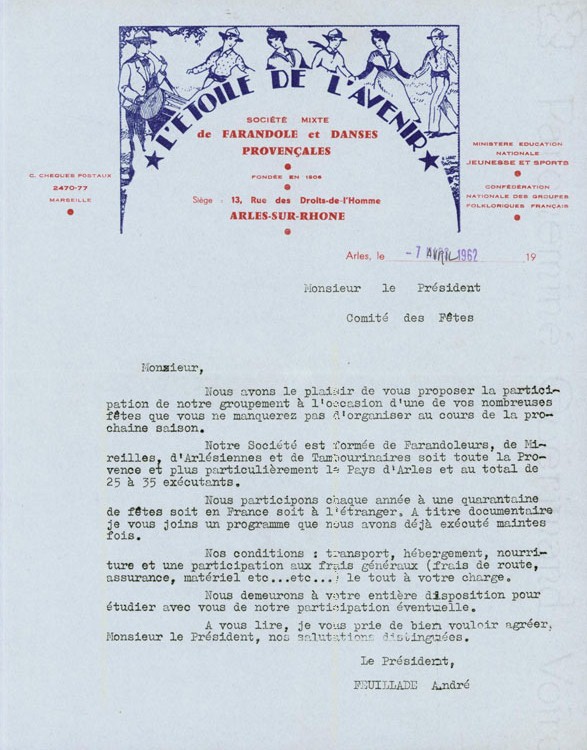 L'ÉTOILE DE L'AVENIR
SOCIÉTÉ MIXTE
de FARANDOLE et DANSES
PROVENÇALES
FONDÉE EN 1906
Siège : 13, Rue des Droits-de-l'Homme
ARLES-SUR-RHONE
C. CHEQUES POSTAUX
2470-77
MARSEILLE
MINISTERE EDUCATION
NATIONALE
JEUNESSE ET SPORTS
CONFÉDÉRATION
NATIONALE DES GROUPES
FOLKLORIQUES FRANÇAIS
Arles, le -7 AVRIL 1962 19
Monsieur le Président
Comité des Fêtes
Monsieur,
Nous avons le plaisir de vous proposer la partici-
pation de notre groupement à l'occasion d'une de vos nombreuses
fêtes que vous ne manquerez pas d'organiser au cours de la pro-
chaine saison.
Notre Société est formée de Farandoleurs, de Mi-
reilles, d'Arlésiennes et de Tambourinaires soit toute la Pro-
vence et plus particulièrement le Pays d'Arles et au total de
25 à 35 exécutants.
Nous participons chaque année à une quarantaine
de fêtes soit en France soit à l'étranger. A titre documentaire
je vous joins un programme que nous avons déjà exécuté maintes
fois.
Nos conditions : transport, hébergement, nourri-
ture et une participation aux frais généraux (frais de route,
assurance, matériel etc...etc...) le tout à votre charge.
Nous demeurons à votre entière disposition pour
étudier avec vous de notre participation éventuelle.
A vous lire, je vous prie de bien vouloir agréer,
Monsieur le Président, nos salutations distinguées.
Le Président,
FEUILLADE André